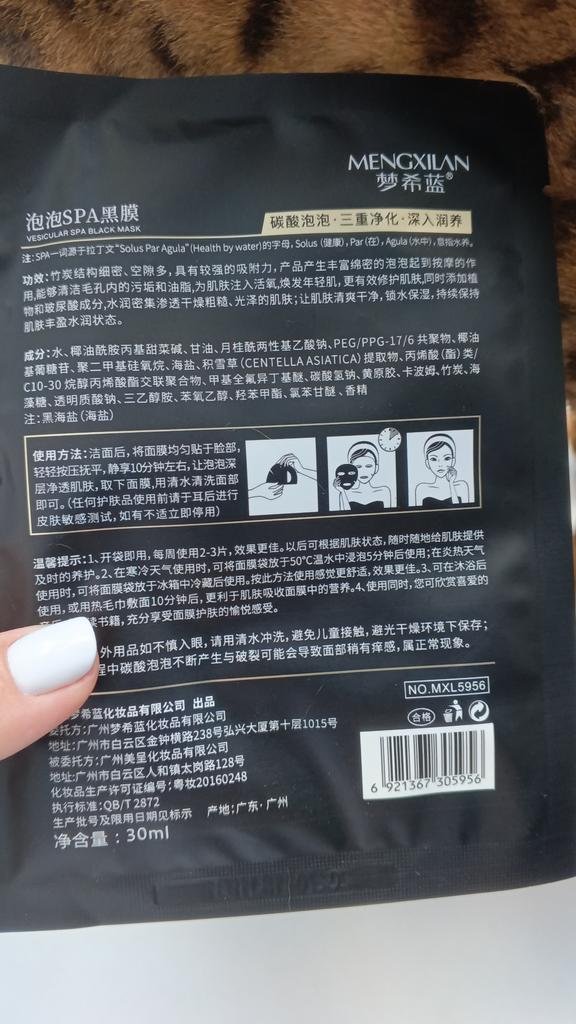 MENGXILAN
梦希蓝®
泡泡SPA黑膜
VESICULAR SPA BLACK MASK
碳酸泡泡·三重净化·深入润养
注:SPA一词源于拉丁文"Solus Par Agula"(Health by water)的字母, Solus (健康), Par (在), Agula (水中), 意指水养。
功效:竹炭结构细密、空隙多,具有较强的吸附力,产品产生丰富绵密的泡泡起到按摩的作
用,能够清洁毛孔内的污垢和油脂,为肌肤注入活氧,焕发年轻肌,更有效修护肌肤,同时添加植
物和玻尿酸成分,水润密集渗透干燥粗糙、光泽的肌肤;让肌肤清爽干净,锁水保湿,持续保持
肌肤丰盈水润状态。
成分:水、椰油酰胺丙基甜菜碱、甘油、月桂酰两性基乙酸钠、PEG/PPG-17/6 共聚物、椰油
基葡糖苷、聚二甲基硅氧烷、海盐、积雪草(CENTELLA ASIATICA)提取物、丙烯酸(酯)类/
C10-30 烷醇丙烯酸酯交联聚合物、甲基全氟异丁基醚、碳酸氢钠、黄原胶、卡波姆、竹炭、海
藻糖、透明质酸钠、三乙醇胺、苯氧乙醇、羟苯甲酯、氯苯甘醚、香精
注:黑海盐(海盐)
使用方法:洁面后,将面膜均匀贴于脸部,
轻轻按压抚平,静享10分钟左右,让泡泡深
层净透肌肤,取下面膜,用清水清洗面部
即可。(任何护肤品使用前请于耳后进行
皮肤敏感测试,如有不适立即停用)
温馨提示:1、开袋即用,每周使用2-3片,效果更佳。以后可根据肌肤状态,随时随地给肌肤提供
及时的养护。2、在寒冷天气使用时,可将面膜袋放于50℃温水中浸泡5分钟后使用;在炎热天气
使用时,可将面膜袋放于冰箱中冷藏后使用。按此方法使用感觉更舒适,效果更佳。3、可在沐浴后
使用,或用热毛巾敷面10分钟后,更利于肌肤吸收面膜中的营养。4、使用同时,您可欣赏喜爱的
读书籍,充分享受面膜护肤的愉悦感受。
外用品如不慎入眼,请用清水冲洗,避免儿童接触,避光干燥环境下保存;
程中碳酸泡泡不断产生与破裂可能会导致面部稍有痒感,属正常现象。
梦希蓝化妆品有限公司 出品
委托方:广州梦希蓝化妆品有限公司
地址:广州市白云区金钟横路238号弘兴大厦第十层1015号
被委托方:广州美呈化妆品有限公司
地址:广州市白云区人和镇太岗路128号
化妆品生产许可证编号:粤妆20160248
执行标准:QB/T 2872
生产批号及限用日期见标示 产地:广东·广州
净含量:30ml
NO.MXL5956
合格
6 921367 305956